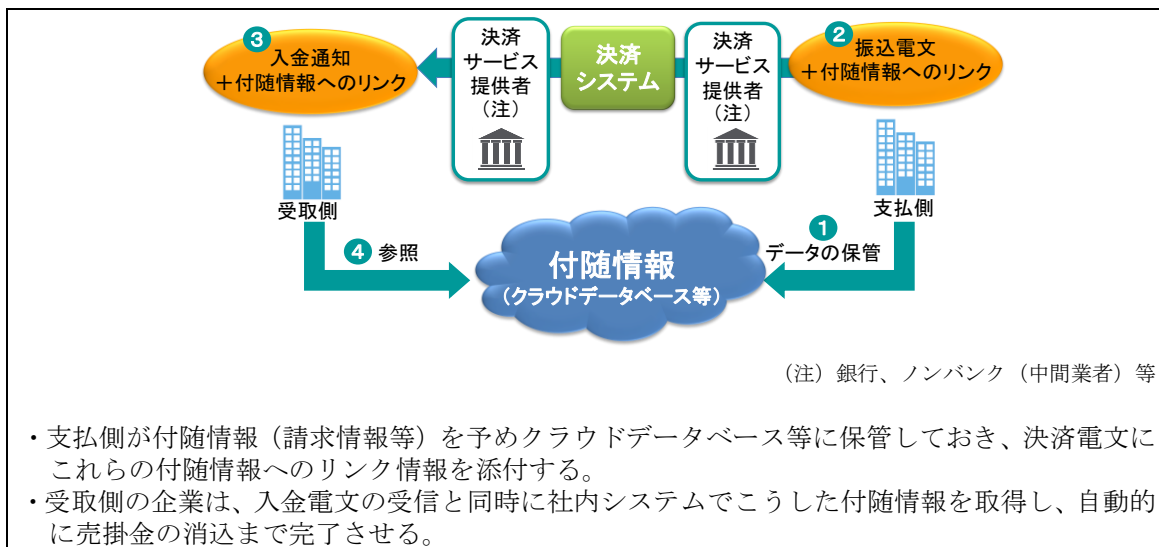 ③
入金通知
＋付随情報へのリンク
決済
サービス
提供者
（注）
決済
システム
決済
サービス
提供者
（注）
②
振込電文
＋付随情報へのリンク
受取側
支払側
④ 参照
付随情報
（クラウドデータベース等）
①
データの保管
（注）銀行、ノンバンク（中間業者）等
・支払側が付随情報（請求情報等）を予めクラウドデータベース等に保管しておき、決済電文に
これらの付随情報へのリンク情報を添付する。
・受取側の企業は、入金電文の受信と同時に社内システムでこうした付随情報を取得し、自動的
に売掛金の消込まで完了させる。